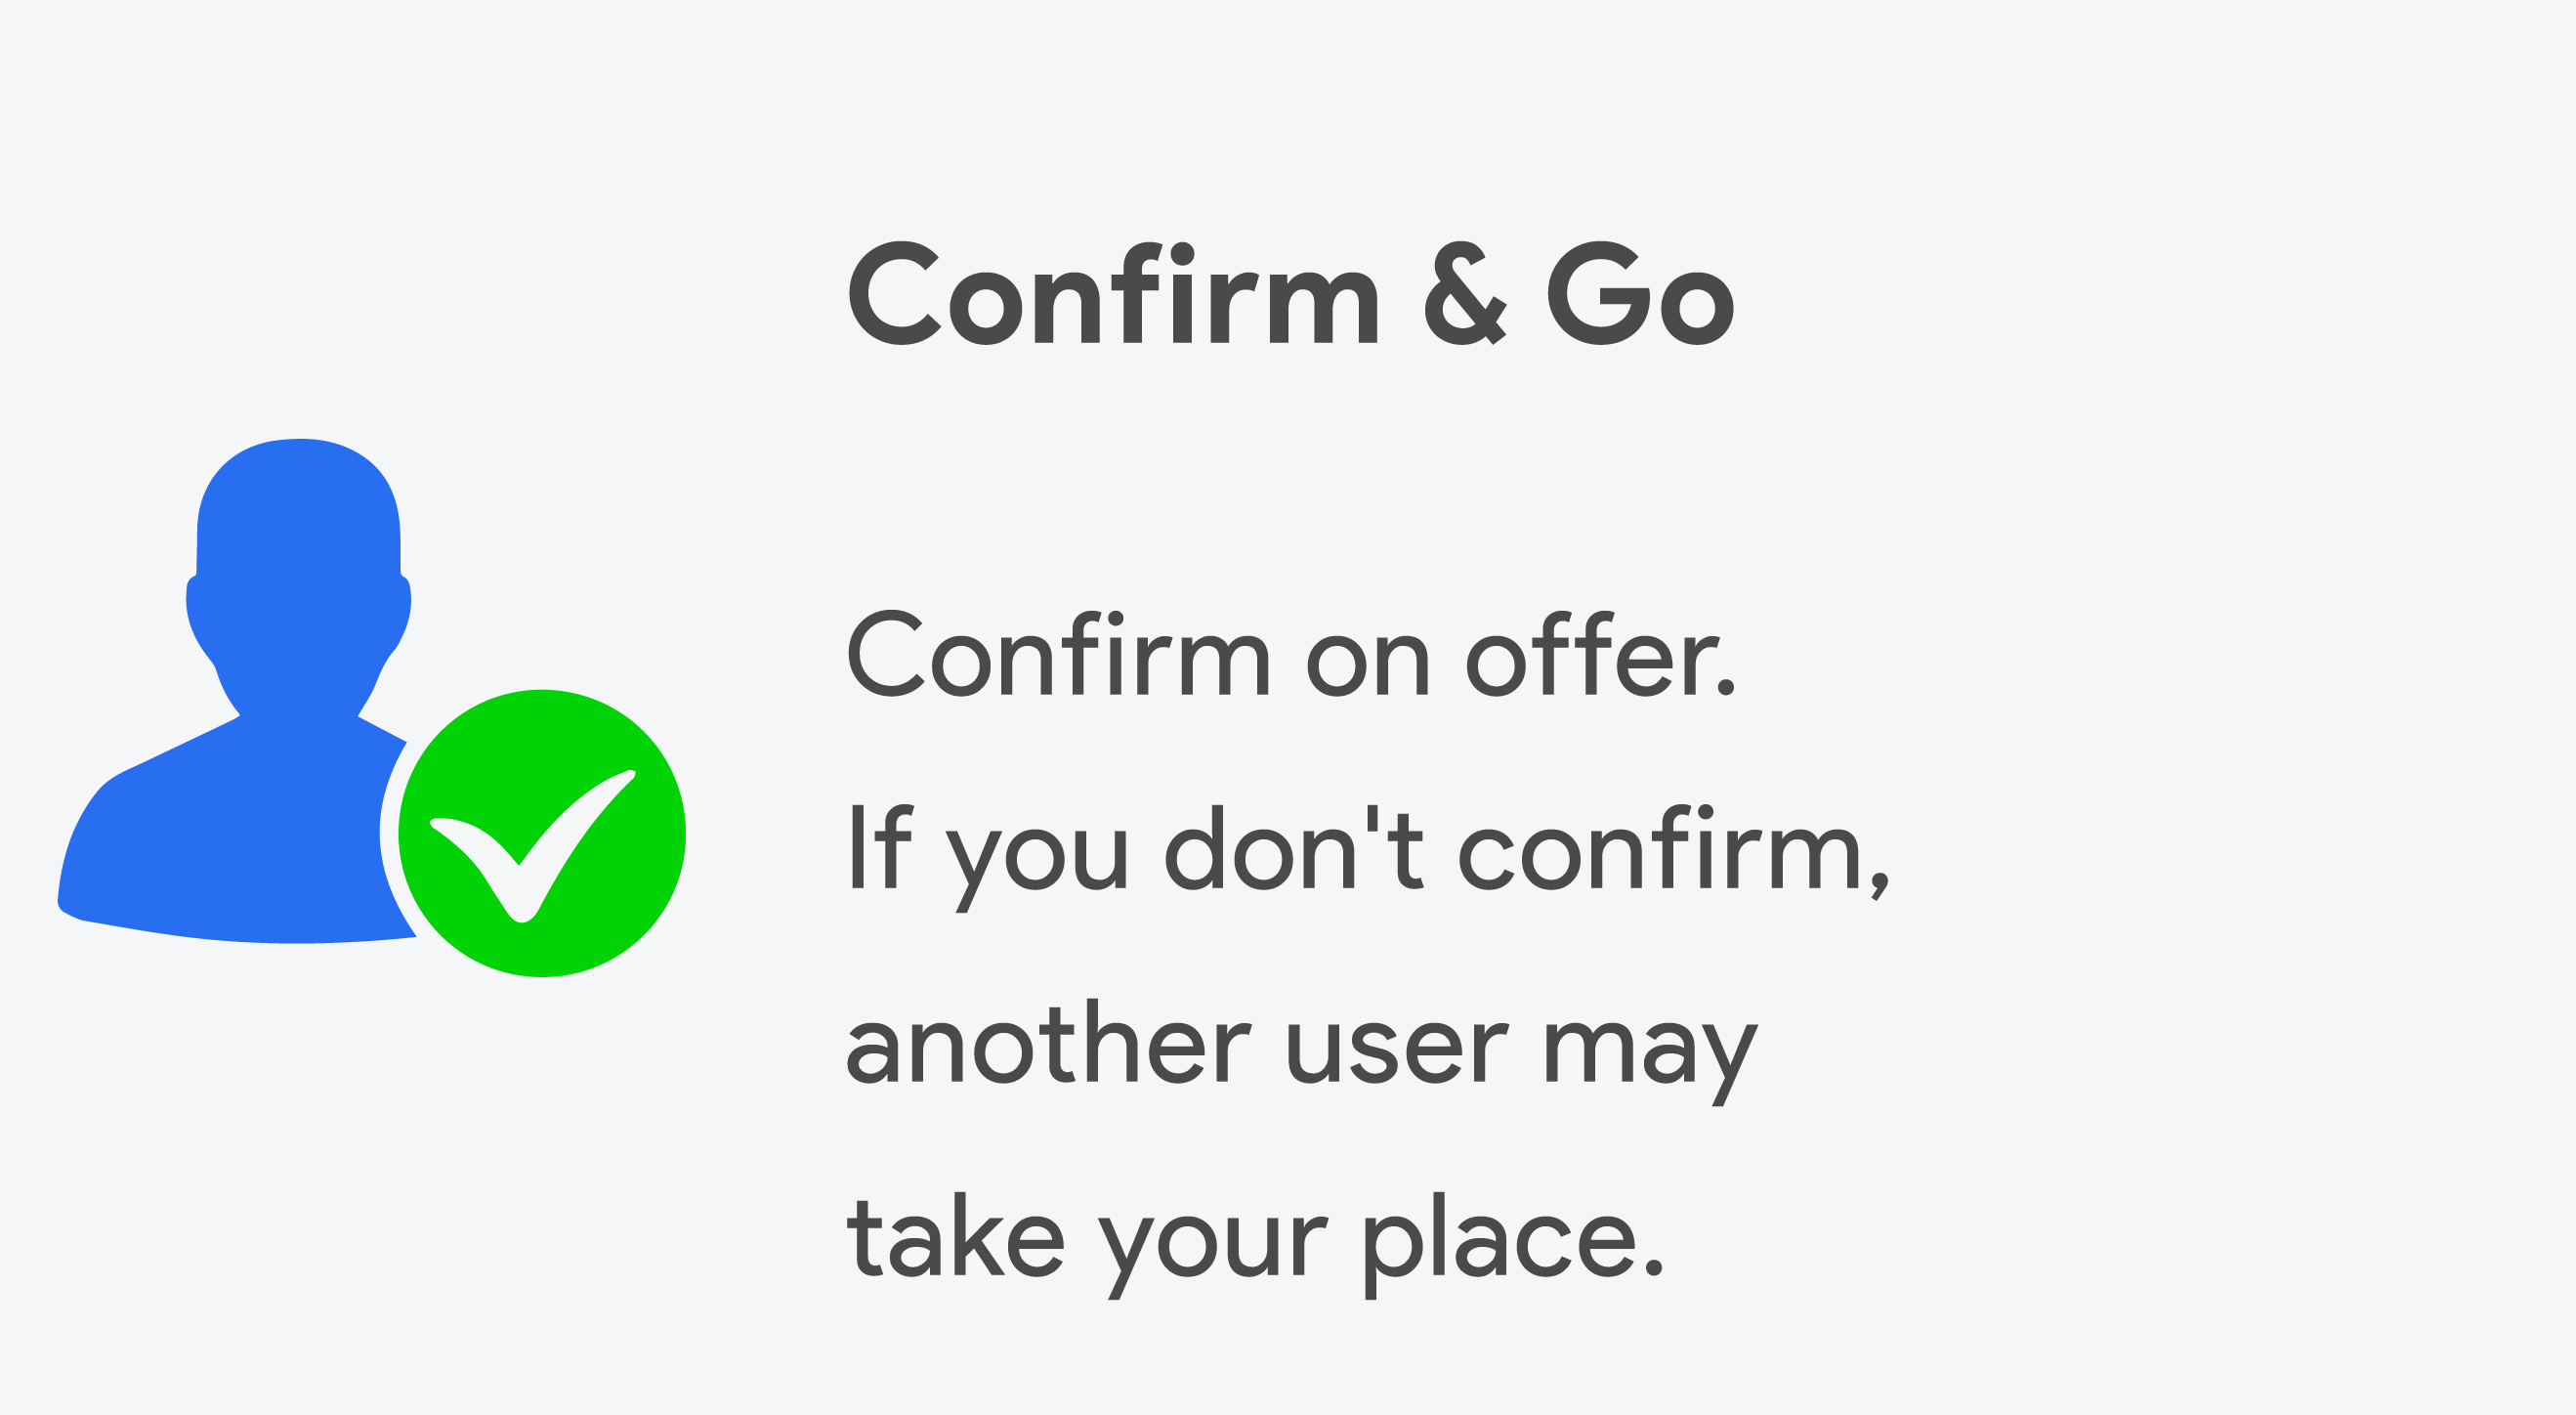 Confirm & Go
Confirm on offer.
If you don't confirm,
another user may
take your place.